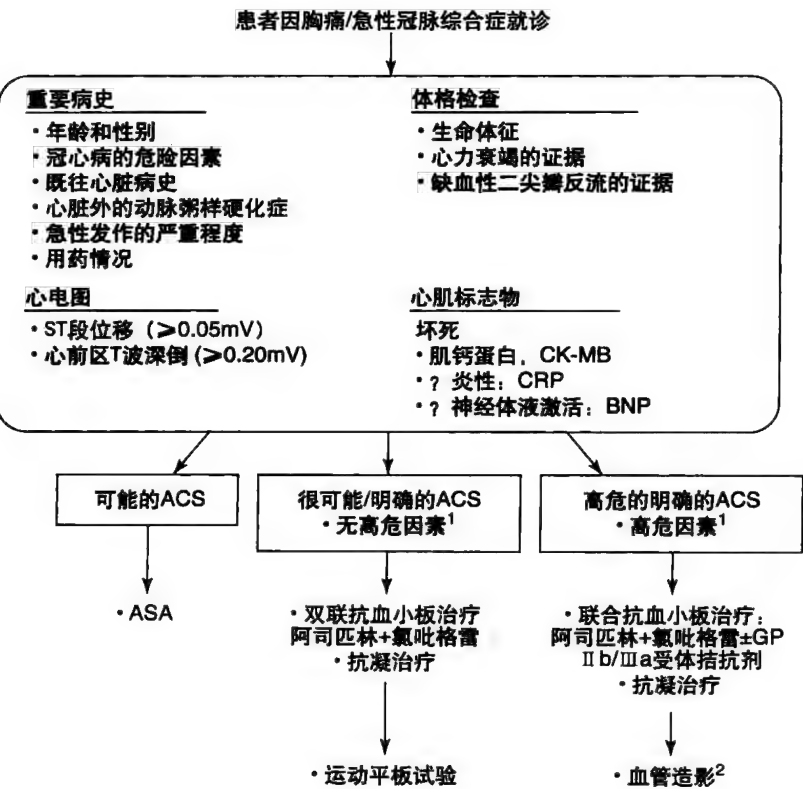 患者因胸痛/急性冠脉综合症就诊
重要病史
·年龄和性别
·冠心病的危险因素
·既往心脏病史
·心脏外的动脉粥样硬化症
·急性发作的严重程度
·用药情况
体格检查
·生命体征
·心力衰竭的证据
·缺血性二尖瓣反流的证据
心电图
·ST段位移（≥0.05mV）
·心前区T波深倒(≥0.20mV)
心肌标志物
坏死
·肌钙蛋白，CK-MB
·？炎性：CRP
·？神经体液激活：BNP
可能的ACS
·ASA
很可能/明确的ACS
·无高危因素¹
·双联抗血小板治疗
阿司匹林+氯吡格雷
·抗凝治疗
·运动平板试验
高危的明确的ACS
·高危因素¹
·联合抗血小板治疗：
阿司匹林+氯吡格雷±GP
Ⅱb/Ⅲa受体拮抗剂
·抗凝治疗
·血管造影²